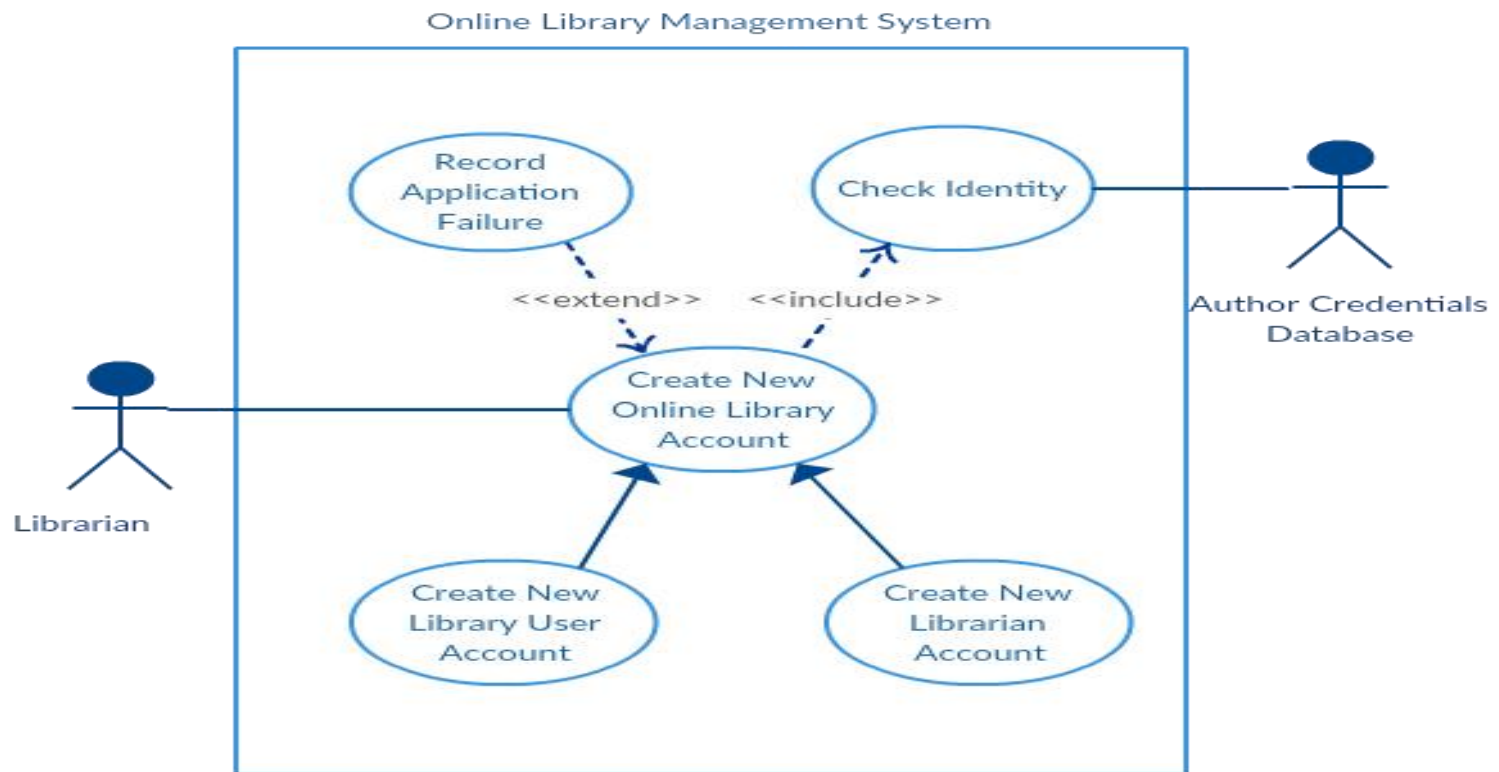 Online Library Management System
Record
Application
Failure
Check Identity
<<extend>>
<<include>>
Author Credentials
Database
Create New
Online Library
Account
Librarian
Create New
Library User
Account
Create New
Librarian
Account